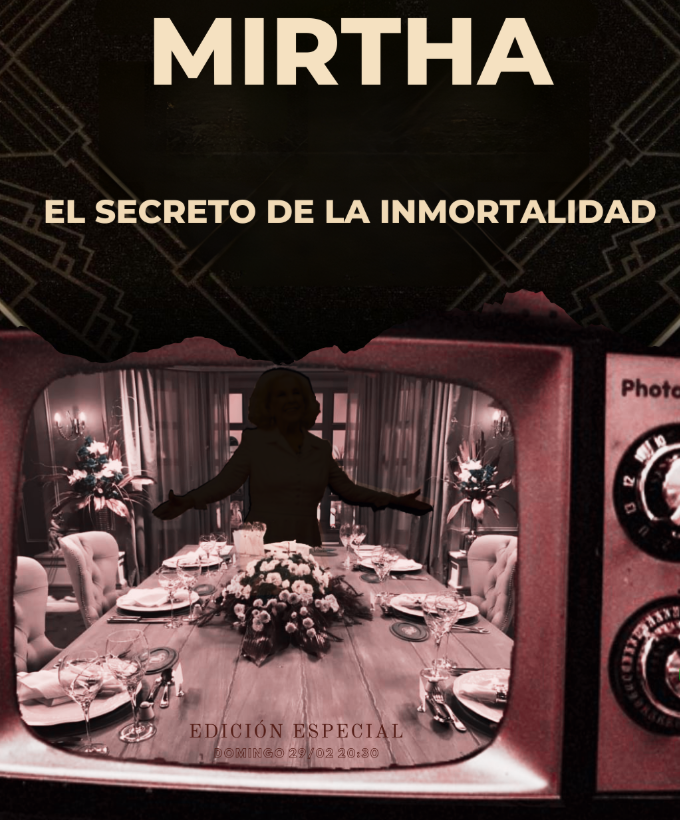 MIRTHA
EL SECRETO DE LA INMORTALIDAD
Photo
EDICIÓN ESPECIAL
DOMINGO 29/02 20:30